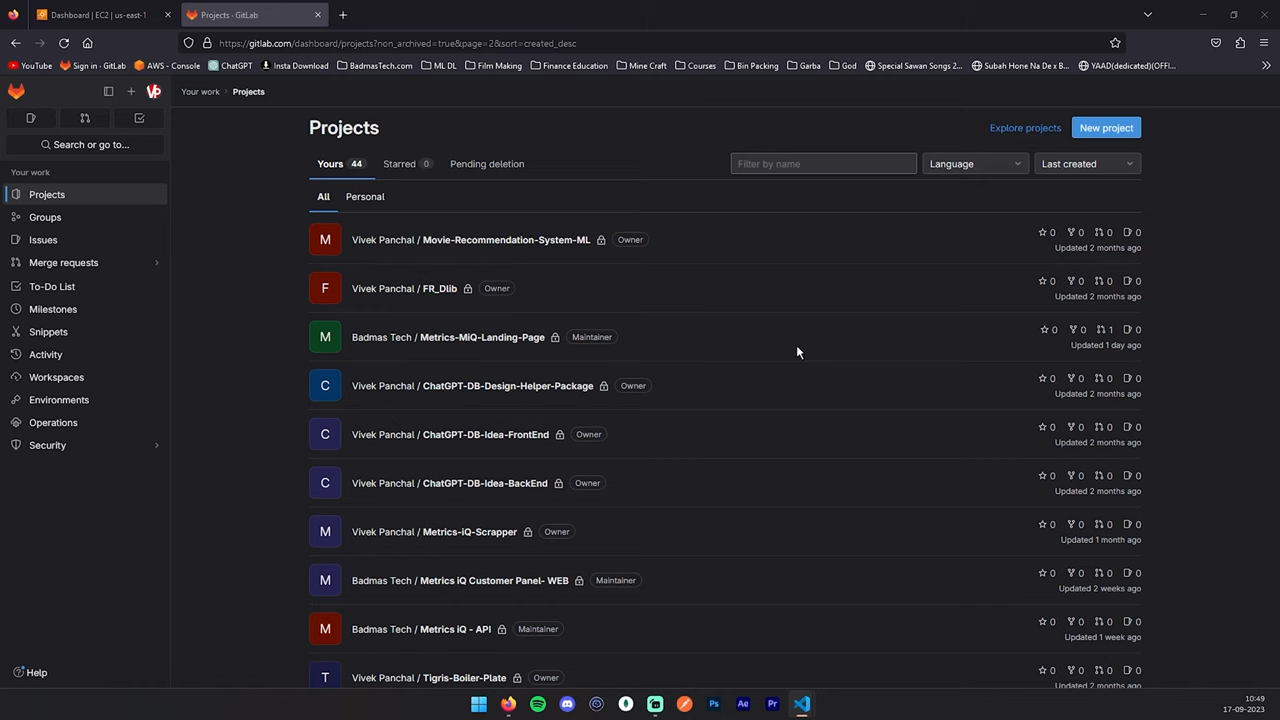 Dashboard | EC2 | us-east-1
Projects · GitLab
https://gitlab.com/dashboard/projects?non_archived=true&page=2&sort=created_desc
YouTube
Sign in · GitLab
AWS - Console
ChatGPT
Insta Download
BadmasTech.com
ML DL
Film Making
Finance Education
Mine Craft
Courses
Bin Packing
Garba
God
Special Sawan Songs 2...
Subah Hone Na De x B...
YAAD(dedicated)(OFFI...
Your work > Projects
Search or go to...
Your work
Projects
Groups
Issues
Merge requests
To-Do List
Milestones
Snippets
Activity
Workspaces
Environments
Operations
Security
Help
Projects
Explore projects
New project
Yours 44
Starred 0
Pending deletion
Filter by name
Language
Last created
All
Personal
M Vivek Panchal / Movie-Recommendation-System-ML Owner 0 0 0 0
Updated 2 months ago
F Vivek Panchal / FR_Dlib Owner 0 0 0 0
Updated 2 months ago
M Badmas Tech / Metrics-MiQ-Landing-Page Maintainer 0 0 1 0
Updated 1 day ago
C Vivek Panchal / ChatGPT-DB-Design-Helper-Package Owner 0 0 0 0
Updated 2 months ago
C Vivek Panchal / ChatGPT-DB-Idea-FrontEnd Owner 0 0 0 0
Updated 2 months ago
C Vivek Panchal / ChatGPT-DB-Idea-BackEnd Owner 0 0 0 0
Updated 2 months ago
M Vivek Panchal / Metrics-iQ-Scrapper Owner 0 0 0 0
Updated 1 month ago
M Badmas Tech / Metrics iQ Customer Panel- WEB Maintainer 0 0 0 0
Updated 2 weeks ago
M Badmas Tech / Metrics iQ - API Maintainer 0 0 0 0
Updated 1 week ago
T Vivek Panchal / Tigris-Boiler-Plate Owner 0 0 0 0
Updated 2 months ago
Ps
Ae
Pr
10:49
17-09-2023